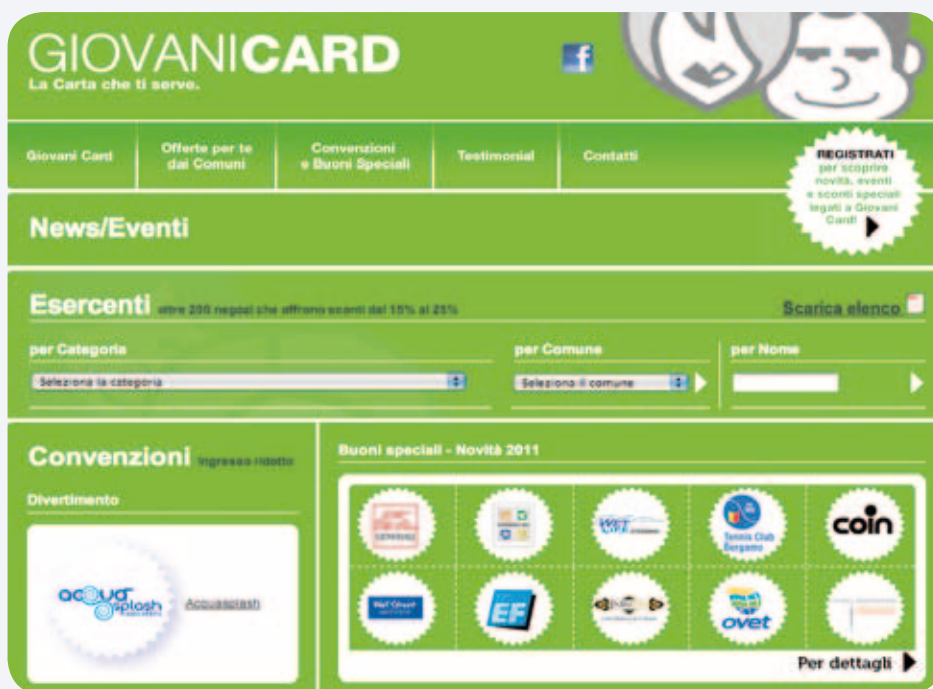 GIOVANICARD
La Carta che ti serve.
f
Giovani Card
Offerte per te
dai Comuni
Convenzioni
e Buoni Speciali
Testimonial
Contatti
REGISTRATI
per scoprire
novità, eventi
e sconti speciali
legati a Giovani
Card!
News/Eventi
Esercenti oltre 200 negozi che offrono sconti dal 15% al 25%
Scarica elenco
per Categoria
per Comune
per Nome
Seleziona la categoria
Seleziona il comune
Convenzioni ingresso ridotto
Divertimento
acqua
splash
Acquasplash
Buoni speciali - Novità 2011
Tennis Club
Bergamo
coin
EF
ovet
Per dettagli